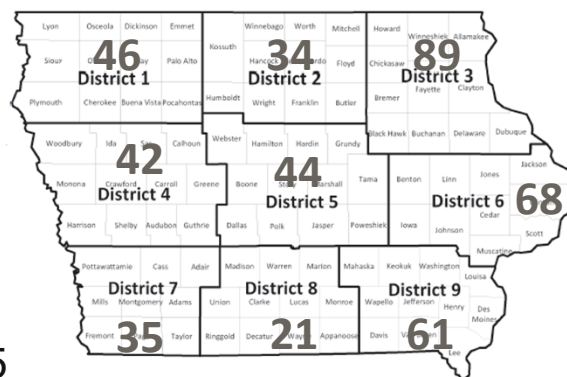 Lyon Osceola Dickinson Emmet
Sioux 46 Palo Alto
District 1
Plymouth Cherokee Buena Vista Pocahontas
Winnebago Worth Mitchell
Kossuth
34
Hancock Floyd
District 2
Humboldt Wright Franklin Butler
Howard Winneshiek Allamakee
89
Chickasaw
District 3
Fayette Clayton
Bremer
Black Hawk Buchanan Delaware Dubuque
Woodbury Ida Calhoun
42
Monona Crawford Carroll Greene
District 4
Harrison Shelby Audubon Guthrie
Webster Hamilton Hardin Grundy
44
Boone Marshall Tama
District 5
Dallas Polk Jasper Poweshiek
Jackson
Benton Linn Jones
District 6 68
Cedar
Iowa Johnson Scott
Muscatine
Pottawattamie Cass Adair
District 7
Mills Montgomery Adams
Fremont 35 Taylor
Madison Warren Marion
District 8
Union Clarke Lucas Monroe
Ringgold Decatur 21 Appanoose
Mahaska Keokuk Washington
Louisa
District 9
Wapello Jefferson Henry Des
Moines
Davis 61
Lee
5